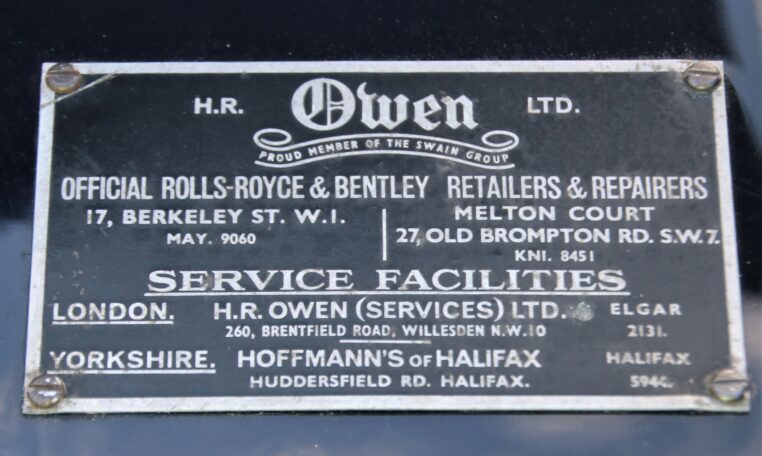 H.R. Owen LTD.
PROUD MEMBER OF THE SWAIN GROUP
OFFICIAL ROLLS-ROYCE & BENTLEY RETAILERS & REPAIRERS
17, BERKELEY ST. W.1.
MAY. 9060
MELTON COURT
27, OLD BROMPTON RD. S.W.7.
KNI. 8451
SERVICE FACILITIES
LONDON. H.R. OWEN (SERVICES) LTD. ELGAR
260, BRENTFIELD ROAD, WILLESDEN N.W.10 2131.
YORKSHIRE. HOFFMANN'S OF HALIFAX HALIFAX
HUDDERSFIELD RD. HALIFAX.